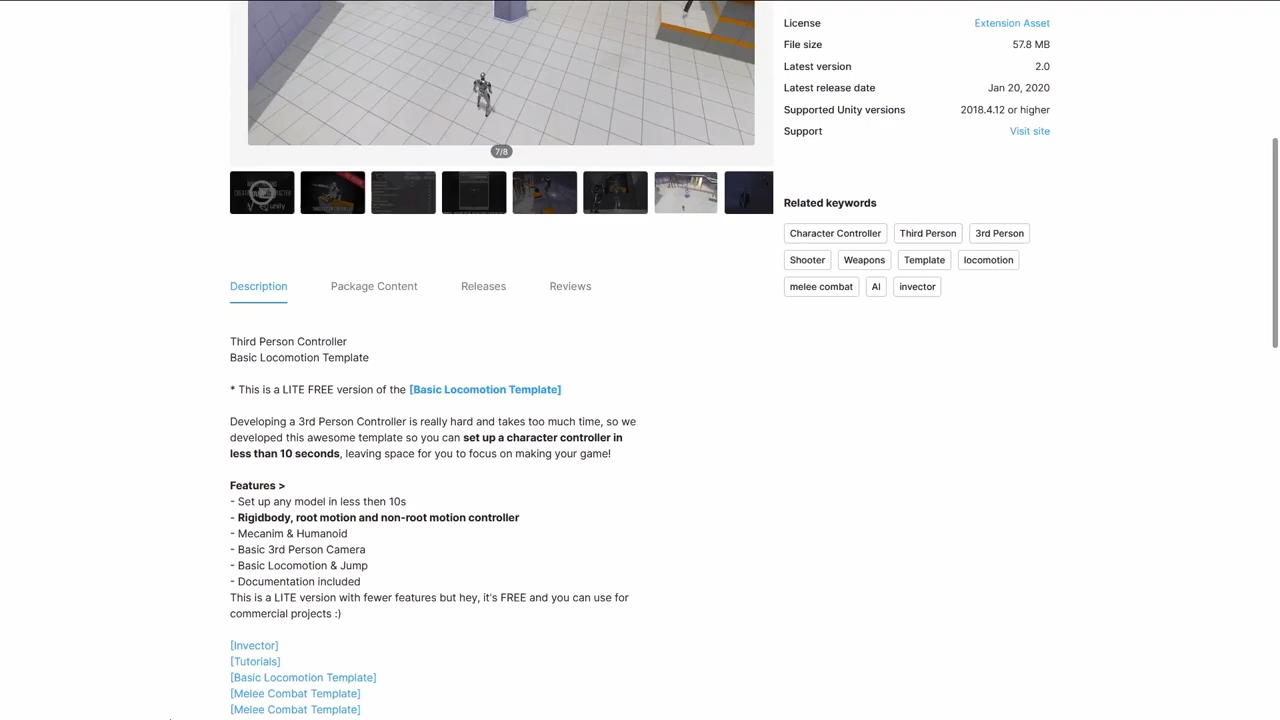 License
Extension Asset
File size
57.8 MB
Latest version
2.0
Latest release date
Jan 20, 2020
Supported Unity versions
2018.4.12 or higher
Support
Visit site
7/8
unity
Related keywords
Character Controller
Third Person
3rd Person
Shooter
Weapons
Template
locomotion
melee combat
AI
invector
Description
Package Content
Releases
Reviews
Third Person Controller
Basic Locomotion Template
* This is a LITE FREE version of the [Basic Locomotion Template]
Developing a 3rd Person Controller is really hard and takes too much time, so we
developed this awesome template so you can set up a character controller in
less than 10 seconds, leaving space for you to focus on making your game!
Features >
- Set up any model in less then 10s
- Rigidbody, root motion and non-root motion controller
- Mecanim & Humanoid
- Basic 3rd Person Camera
- Basic Locomotion & Jump
- Documentation included
This is a LITE version with fewer features but hey, it's FREE and you can use for
commercial projects :)
[Invector]
[Tutorials]
[Basic Locomotion Template]
[Melee Combat Template]
[Melee Combat Template]